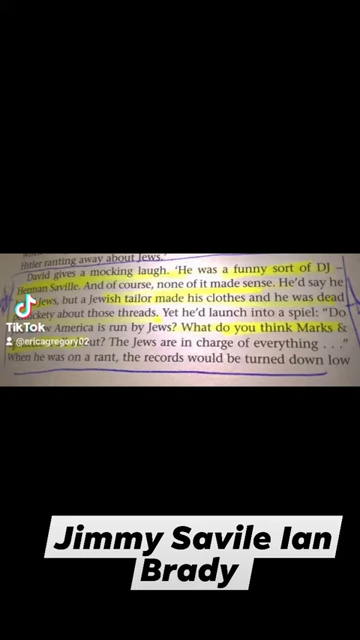 Hitler ranting away about Jews.'
David gives a mocking laugh. 'He was a funny sort of DJ –
Herman Saville. And of course, none of it made sense. He'd say he
Jews, but a Jewish tailor made his clothes and he was dead
about those threads. Yet he'd launch into a spiel: "Do
America is run by Jews? What do you think Marks &
The Jews are in charge of everything . . ."
When he was on a rant, the records would be turned down low
TikTok
@ericagregory02
Jimmy Savile Ian
Brady